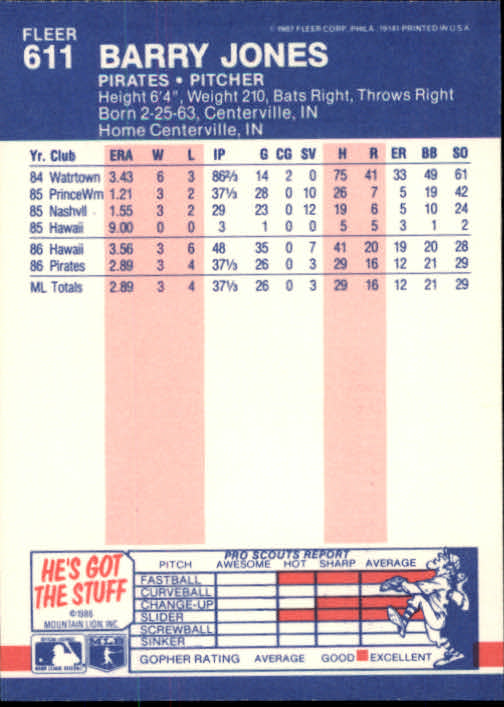 FLEER
© 1987 FLEER CORP., PHILA. 19141 PRINTED IN U.S.A.
611 BARRY JONES
PIRATES • PITCHER
Height 6'4", Weight 210, Bats Right, Throws Right
Born 2-25-63, Centerville, IN
Home Centerville, IN
Yr. Club ERA W L IP G CG SV H R ER BB SO
84 Watrtown 3.43 6 3 86⅔ 14 2 0 75 41 33 49 61
85 PrinceWm 1.21 3 2 37⅓ 28 0 10 26 7 5 19 42
85 Nashvll 1.55 3 2 29 23 0 12 19 6 5 10 24
85 Hawaii 9.00 0 0 3 1 0 0 5 5 3 1 2
86 Hawaii 3.56 3 6 48 35 0 7 41 20 19 20 28
86 Pirates 2.89 3 4 37⅓ 26 0 3 29 16 12 21 29
ML Totals 2.89 3 4 37⅓ 26 0 3 29 16 12 21 29
HE'S GOT
THE STUFF
©1986
MOUNTAIN LION, INC.
PRO SCOUTS REPORT
PITCH AWESOME HOT SHARP AVERAGE
FASTBALL
CURVEBALL
CHANGE-UP
SLIDER
SCREWBALL
SINKER
GOPHER RATING AVERAGE GOOD EXCELLENT